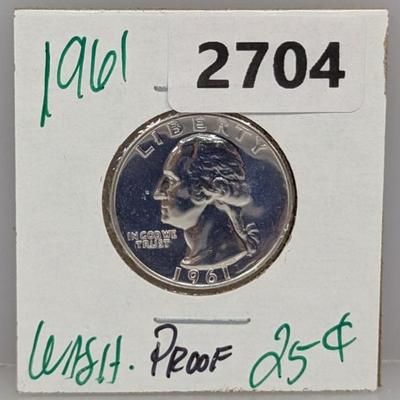 1961 2704
LIBERTY
IN GOD WE
TRUST
1961
WASH. PROOF 25¢